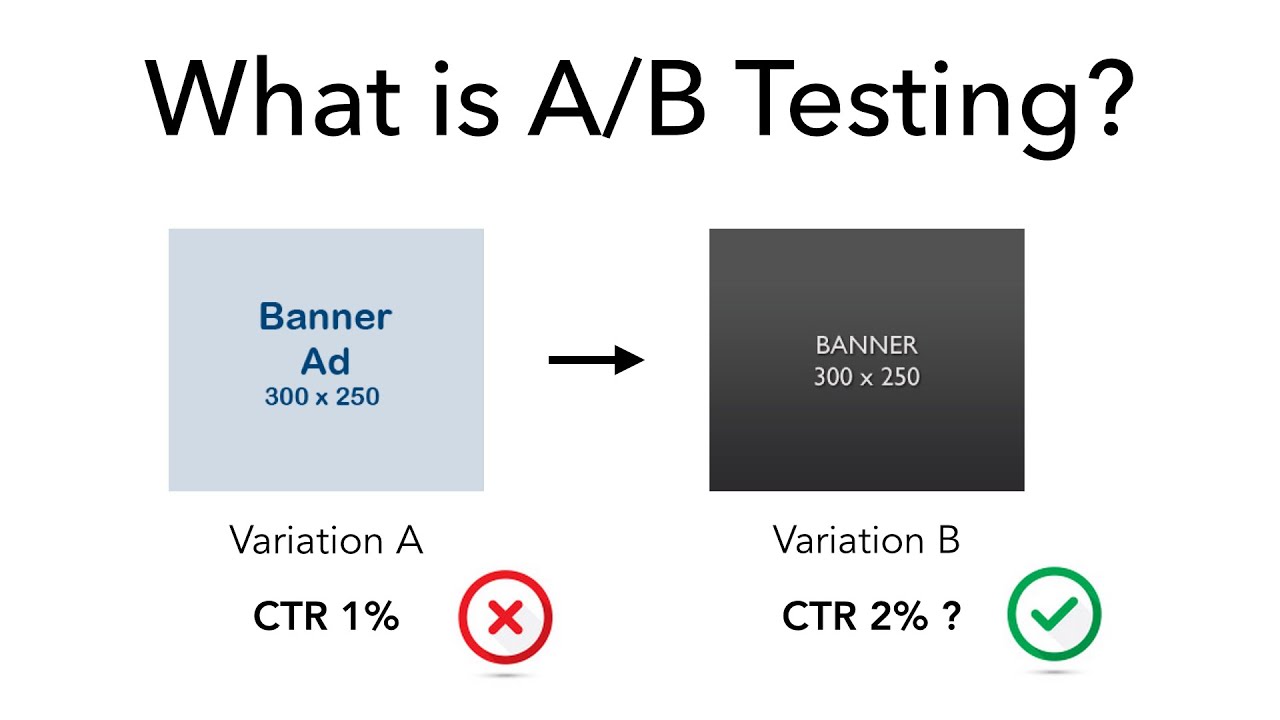 What is A/B Testing?
Banner
Ad
300 x 250
BANNER
300 x 250
Variation A
Variation B
CTR 1%
CTR 2% ?